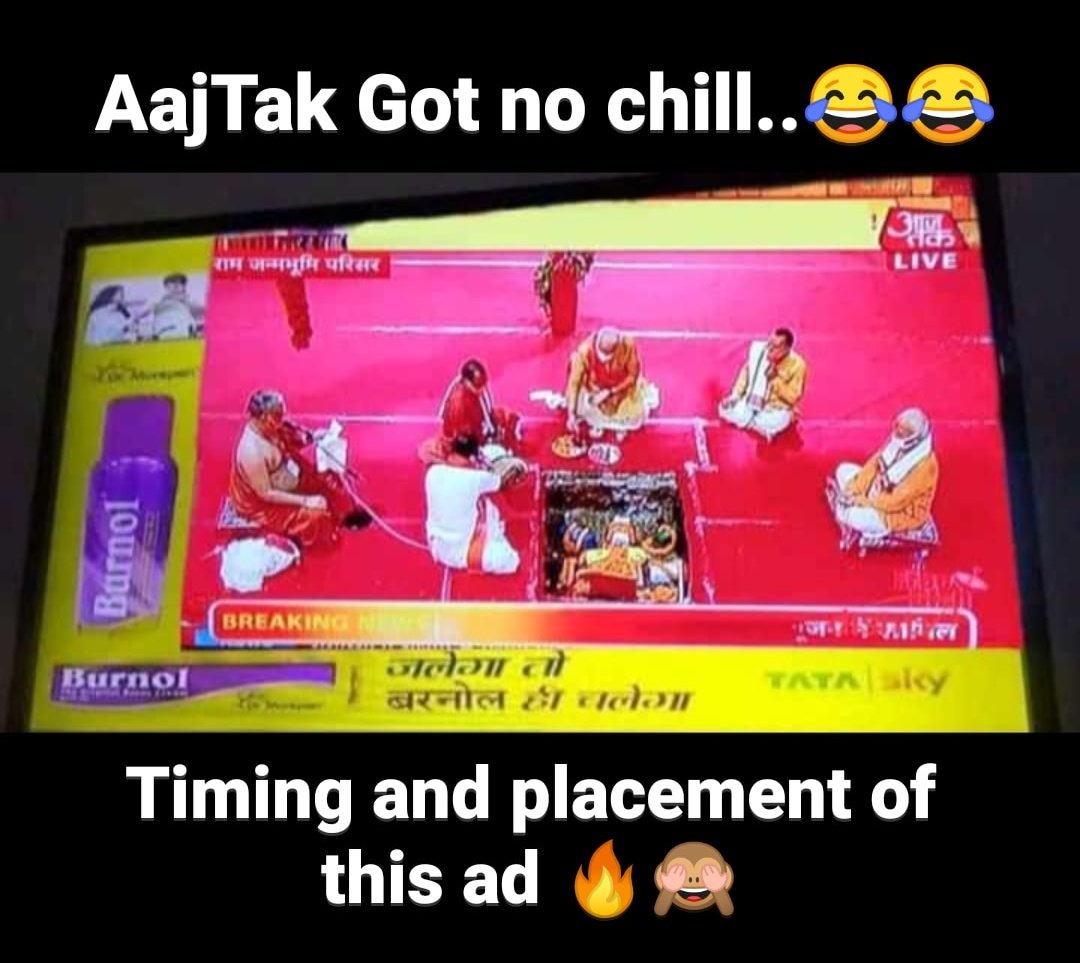 AajTak Got no chill..😂😂
आज
तक
LIVE
राम जन्मभूमि परिसर
Burnol
BREAKING
Burnol
जलेगा तो
बरनोल ही चलेगा
TATA sky
Timing and placement of
this ad 🔥🙈